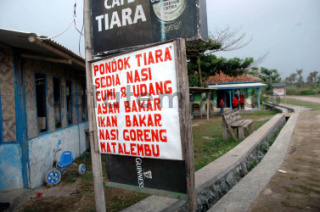 CAFE
TIARA
PONDOK TIARA
SEDIA NASI
CUMI & UDANG
AYAM BAKAR
IKAN BAKAR
NASI GORENG
MATALEMBU
GUINNESS